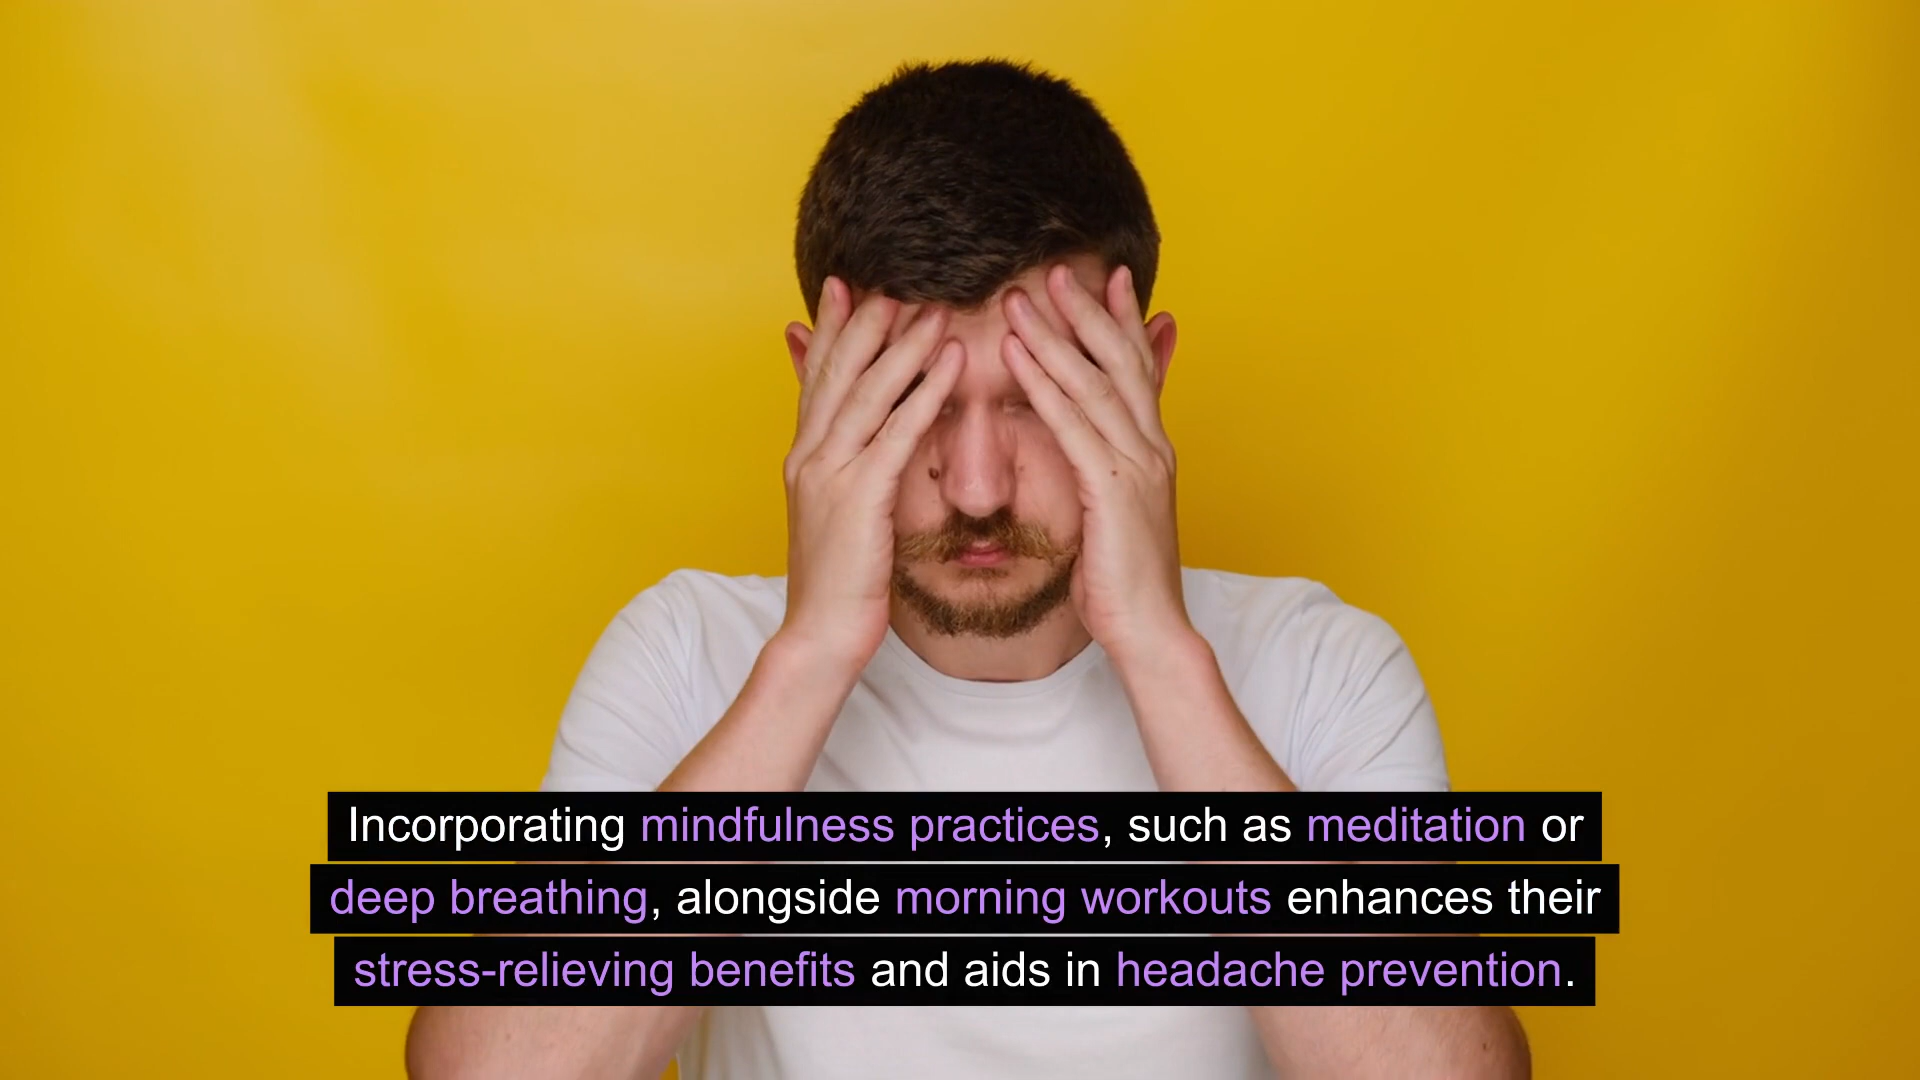 Incorporating mindfulness practices, such as meditation or
deep breathing, alongside morning workouts enhances their
stress-relieving benefits and aids in headache prevention.